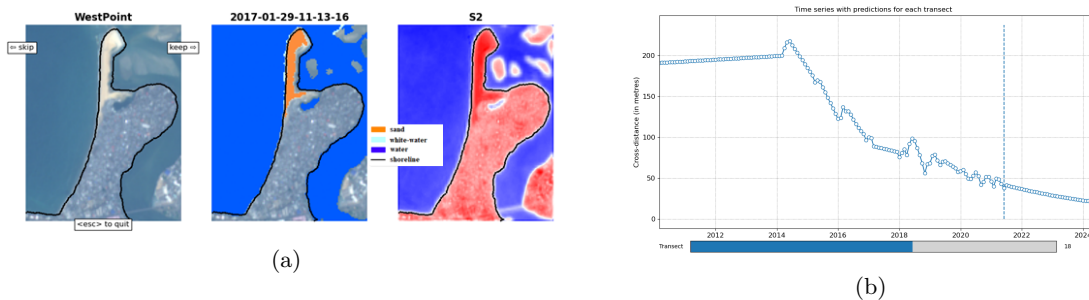 WestPoint
2017-01-29-11-13-16
S2
⇦ skip
keep ⇨
sand
white-water
water
shoreline
<esc> to quit
(a)
Time series with predictions for each transect
Cross-distance (in metres)
200
150
100
50
0
2012
2014
2016
2018
2020
2022
2024
Transect
18
(b)